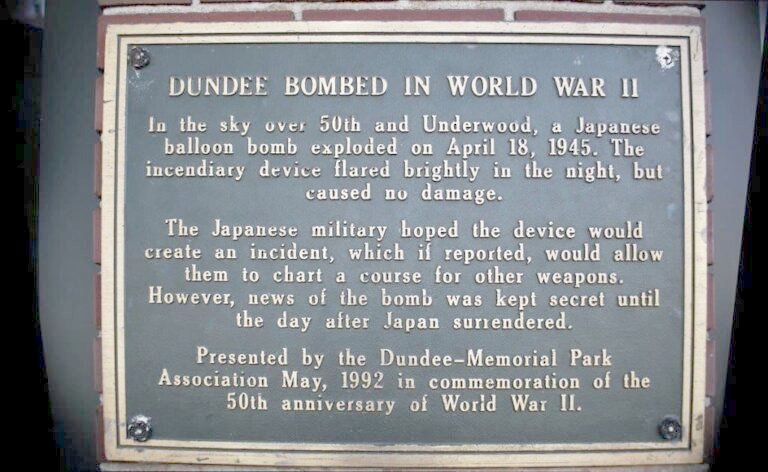 DUNDEE BOMBED IN WORLD WAR II
In the sky over 50th and Underwood, a Japanese
balloon bomb exploded on April 18, 1945. The
incendiary device flared brightly in the night, but
caused no damage.
The Japanese military hoped the device would
create an incident, which if reported, would allow
them to chart a course for other weapons.
However, news of the bomb was kept secret until
the day after Japan surrendered.
Presented by the Dundee-Memorial Park
Association May, 1992 in commemoration of the
50th anniversary of World War II.